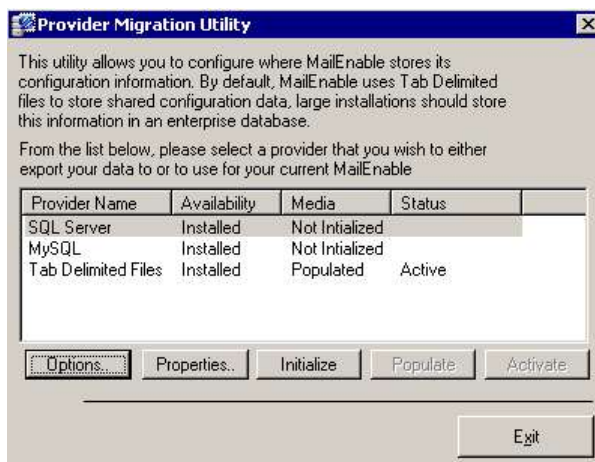 Provider Migration Utility
This utility allows you to configure where MailEnable stores its
configuration information. By default, MailEnable uses Tab Delimited
files to store shared configuration data, large installations should store
this information in an enterprise database.
From the list below, please select a provider that you wish to either
export your data to or to use for your current MailEnable
Provider Name Availability Media Status
SQL Server Installed Not Intialized
MySQL Installed Not Intialized
Tab Delimited Files Installed Populated Active
Options.. Properties.. Initialize Populate Activate
Exit